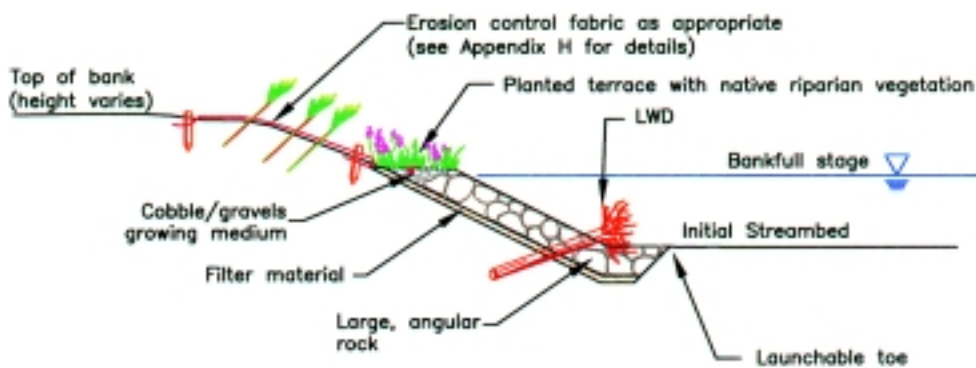 Erosion control fabric as appropriate
(see Appendix H for details)
Top of bank
(height varies)
Planted terrace with native riparian vegetation
LWD
Bankfull stage
Cobble/gravels
growing medium
Initial Streambed
Filter material
Large, angular
rock
Launchable toe